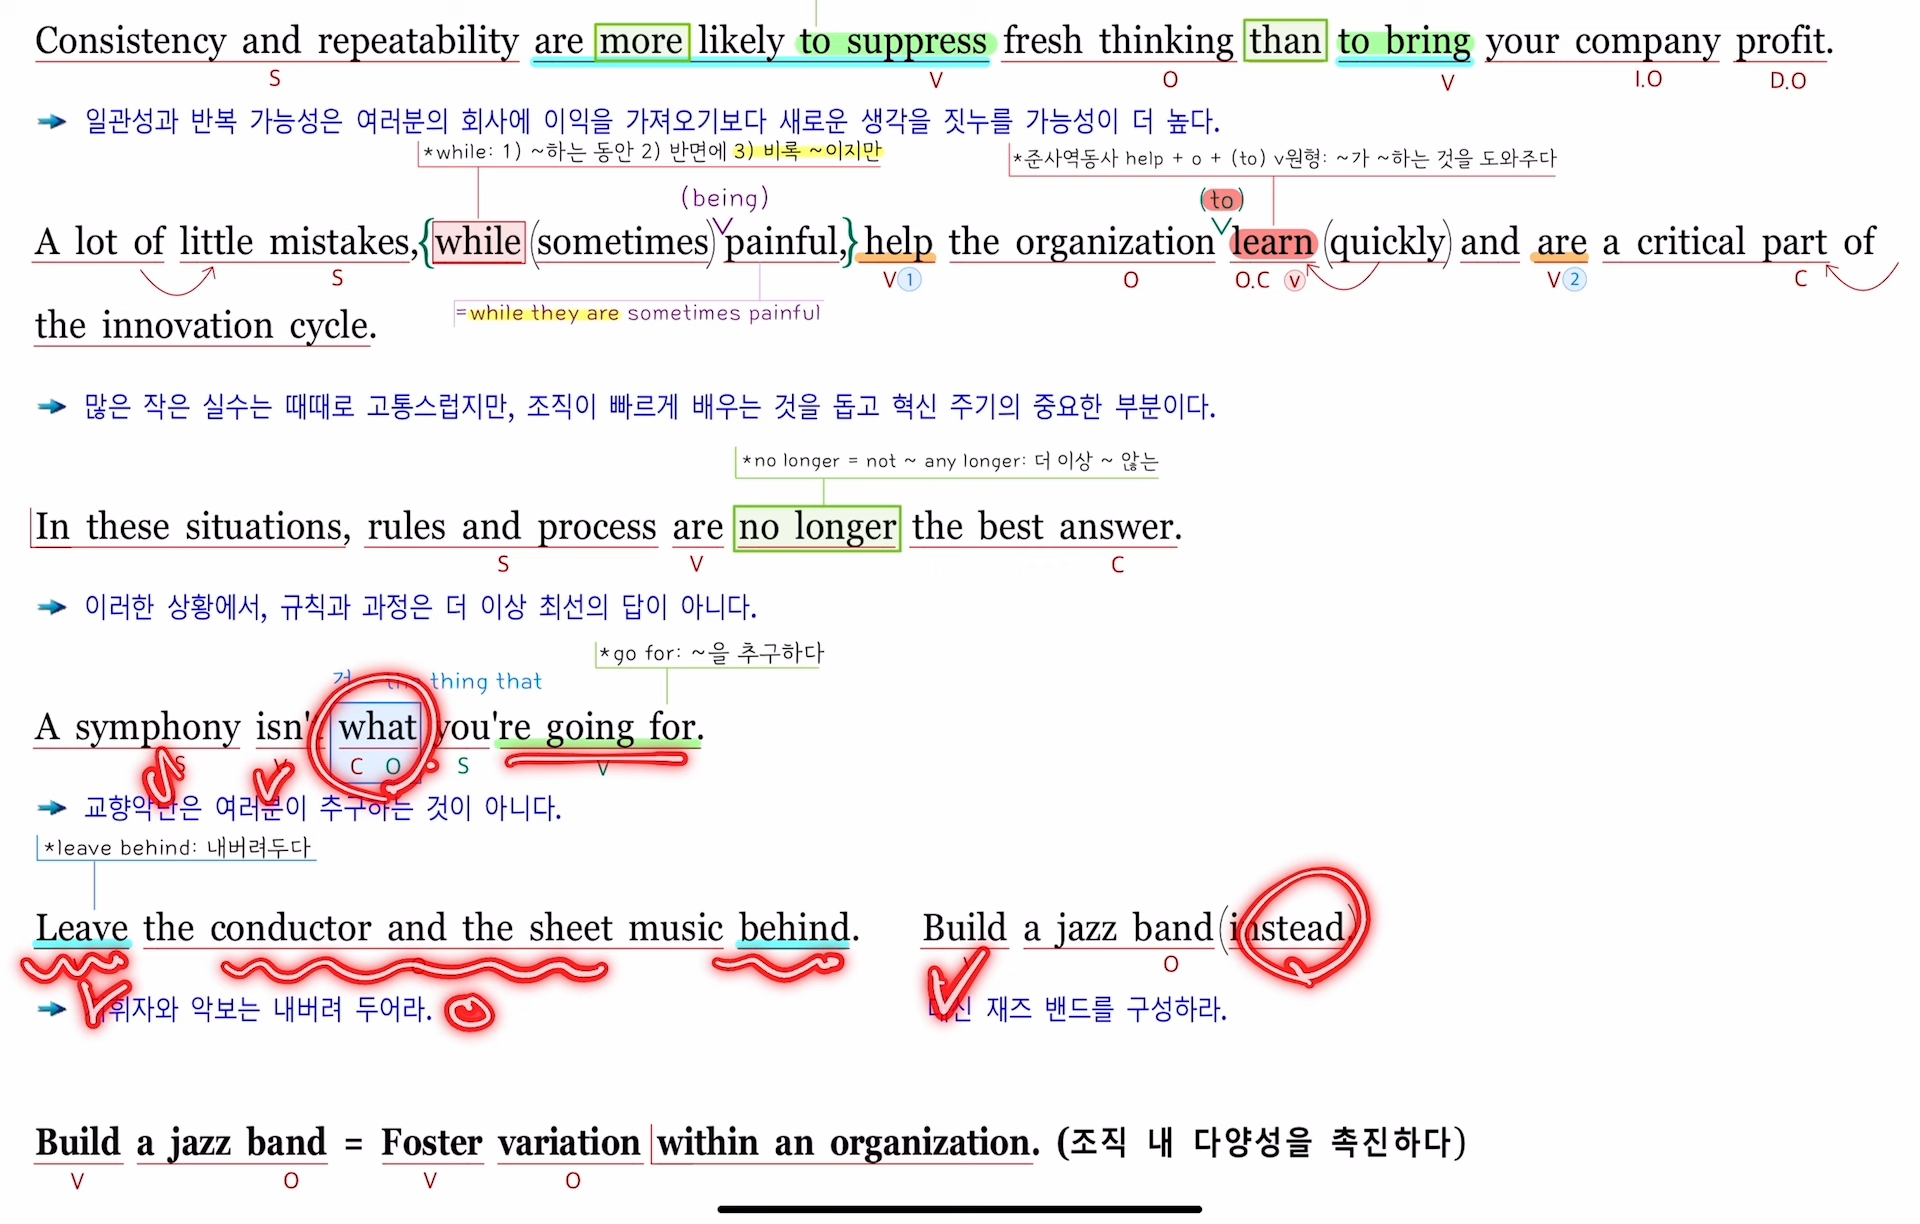 Consistency and repeatability are more likely to suppress fresh thinking than to bring your company profit.
S V O V I.O D.O
일관성과 반복 가능성은 여러분의 회사에 이익을 가져오기보다 새로운 생각을 짓누를 가능성이 더 높다.
*while: 1) ~하는 동안 2) 반면에 3) 비록 ~이지만
*준사역동사 help + o + (to) v원형: ~가 ~하는 것을 도와주다
(being) (to)
A lot of little mistakes,{while (sometimes) painful,} help the organization learn (quickly) and are a critical part of
S V① O O.C ⓥ V② C
=while they are sometimes painful
the innovation cycle.
많은 작은 실수는 때때로 고통스럽지만, 조직이 빠르게 배우는 것을 돕고 혁신 주기의 중요한 부분이다.
*no longer = not ~ any longer: 더 이상 ~ 않는
In these situations, rules and process are no longer the best answer.
S V C
이러한 상황에서, 규칙과 과정은 더 이상 최선의 답이 아니다.
*go for: ~을 추구하다
thing that
A symphony isn't what you're going for.
S V C O S V
교향악단은 여러분이 추구하는 것이 아니다.
*leave behind: 내버려두다
Leave the conductor and the sheet music behind. Build a jazz band (instead.)
O
휘자와 악보는 내버려 두어라. 대신 재즈 밴드를 구성하라.
Build a jazz band = Foster variation within an organization. (조직 내 다양성을 촉진하다)
V O V O